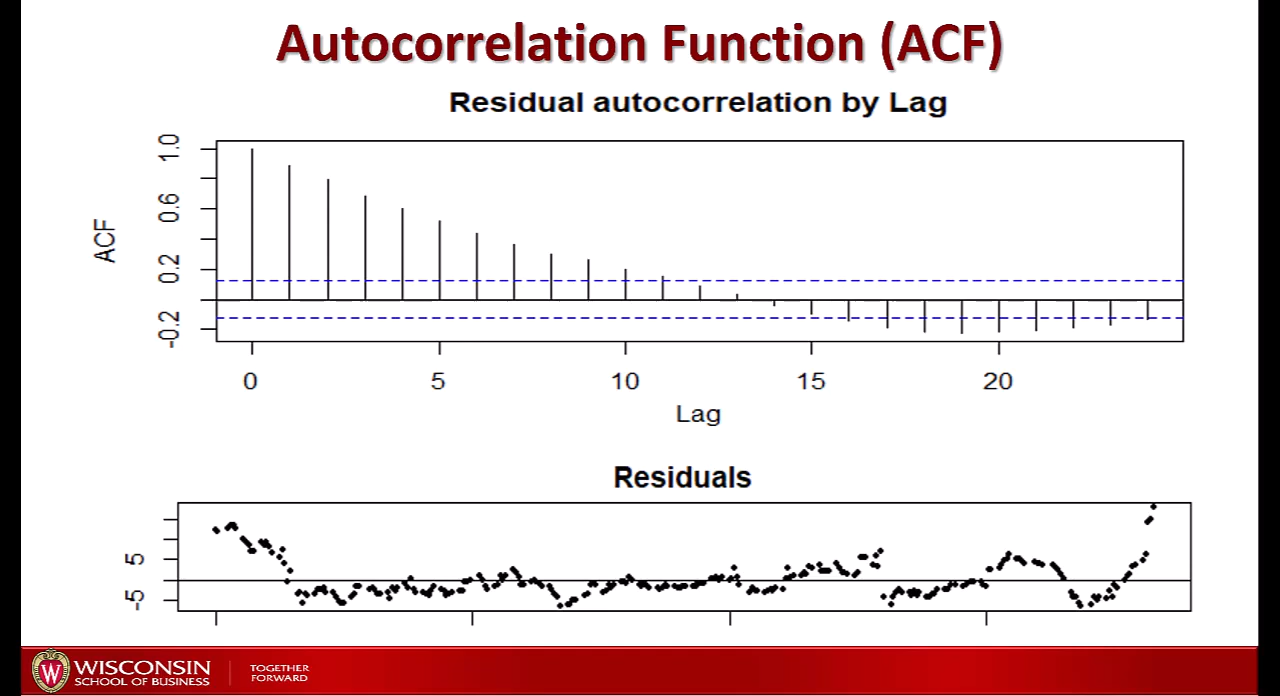 Autocorrelation Function (ACF)
Residual autocorrelation by Lag
ACF
1.0
0.6
0.2
-0.2
0
5
10
15
20
Lag
Residuals
5
-5
W
WISCONSIN
SCHOOL OF BUSINESS
TOGETHER
FORWARD